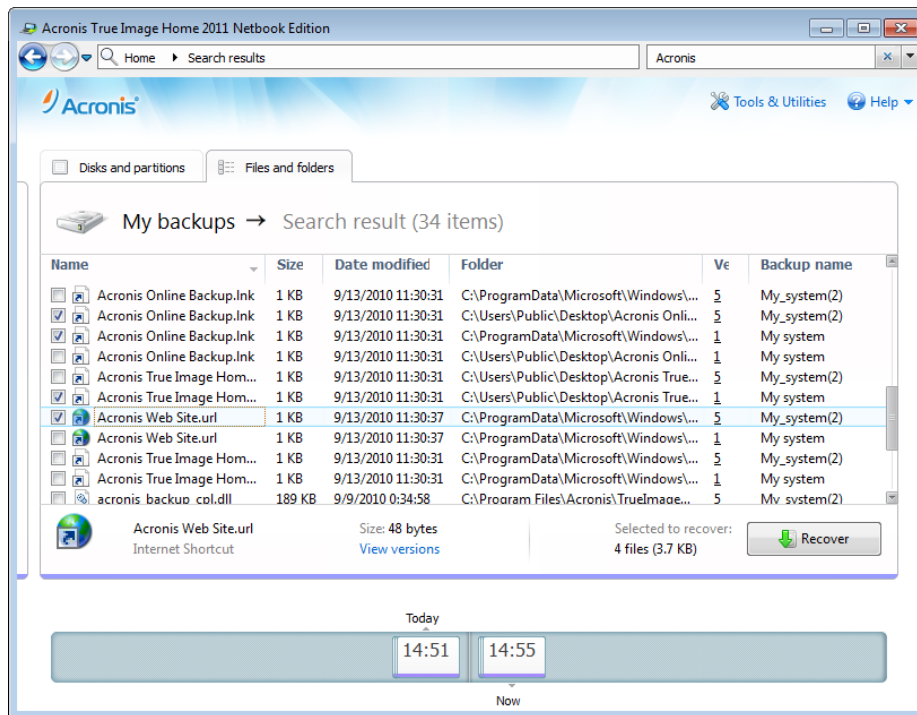 Acronis True Image Home 2011 Netbook Edition
Home Search results Acronis
Acronis Tools & Utilities Help
Disks and partitions Files and folders
My backups → Search result (34 items)
Name Size Date modified Folder Ve Backup name
Acronis Online Backup.lnk 1 KB 9/13/2010 11:30:31 C:\ProgramData\Microsoft\Windows\... 5 My_system(2)
Acronis Online Backup.lnk 1 KB 9/13/2010 11:30:31 C:\Users\Public\Desktop\Acronis Onli... 5 My_system(2)
Acronis Online Backup.lnk 1 KB 9/13/2010 11:30:31 C:\ProgramData\Microsoft\Windows\... 1 My system
Acronis Online Backup.lnk 1 KB 9/13/2010 11:30:31 C:\Users\Public\Desktop\Acronis Onli... 1 My system
Acronis True Image Hom... 1 KB 9/13/2010 11:30:31 C:\Users\Public\Desktop\Acronis True... 5 My_system(2)
Acronis True Image Hom... 1 KB 9/13/2010 11:30:31 C:\Users\Public\Desktop\Acronis True... 1 My system
Acronis Web Site.url 1 KB 9/13/2010 11:30:37 C:\ProgramData\Microsoft\Windows\... 5 My_system(2)
Acronis Web Site.url 1 KB 9/13/2010 11:30:37 C:\ProgramData\Microsoft\Windows\... 1 My system
Acronis True Image Hom... 1 KB 9/13/2010 11:30:31 C:\ProgramData\Microsoft\Windows\... 5 My_system(2)
Acronis True Image Hom... 1 KB 9/13/2010 11:30:31 C:\ProgramData\Microsoft\Windows\... 1 My system
acronis_backup_cpl.dll 189 KB 9/9/2010 0:34:58 C:\Program Files\Acronis\TrueImage... 5 My_system(2)
Acronis Web Site.url Size: 48 bytes Selected to recover:
Internet Shortcut View versions 4 files (3.7 KB) Recover
Today
14:51 14:55
Now